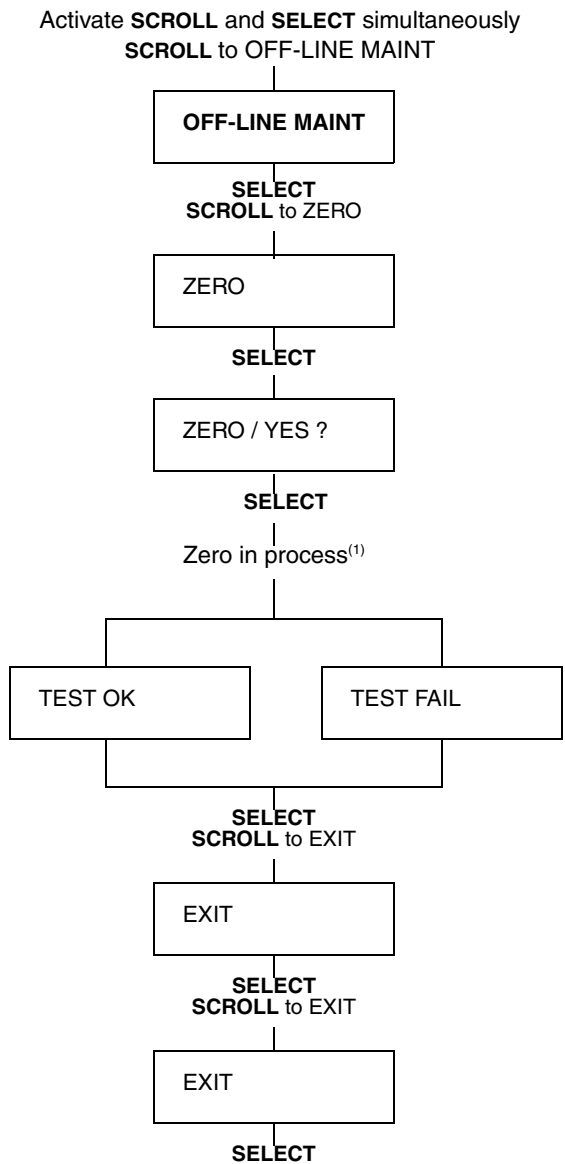 Activate SCROLL and SELECT simultaneously
SCROLL to OFF-LINE MAINT
OFF-LINE MAINT
SELECT
SCROLL to ZERO
ZERO
SELECT
ZERO / YES ?
SELECT
Zero in process(1)
TEST OK
TEST FAIL
SELECT
SCROLL to EXIT
EXIT
SELECT
SCROLL to EXIT
EXIT
SELECT